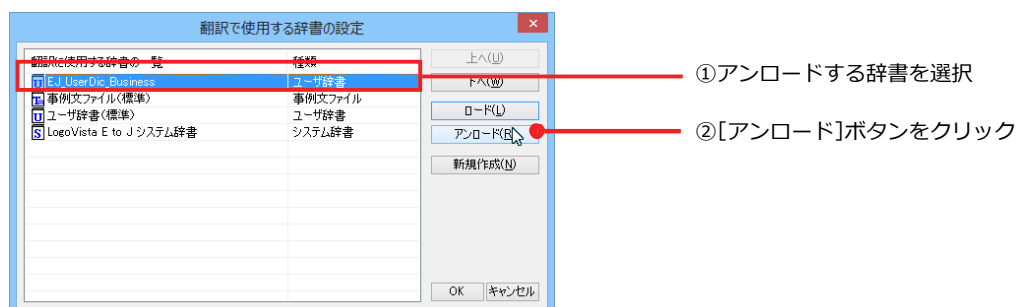 翻訳で使用する辞書の設定
翻訳に使用する辞書の一覧 種類
EJ_UserDic_Business ユーザ辞書
事例文ファイル(標準) 事例文ファイル
ユーザ辞書(標準) ユーザ辞書
LogoVista E to J システム辞書 システム辞書
上へ(U)
下へ(W)
ロード(L)
アンロード(R)
新規作成(N)
OK キャンセル
①アンロードする辞書を選択
②[アンロード]ボタンをクリック